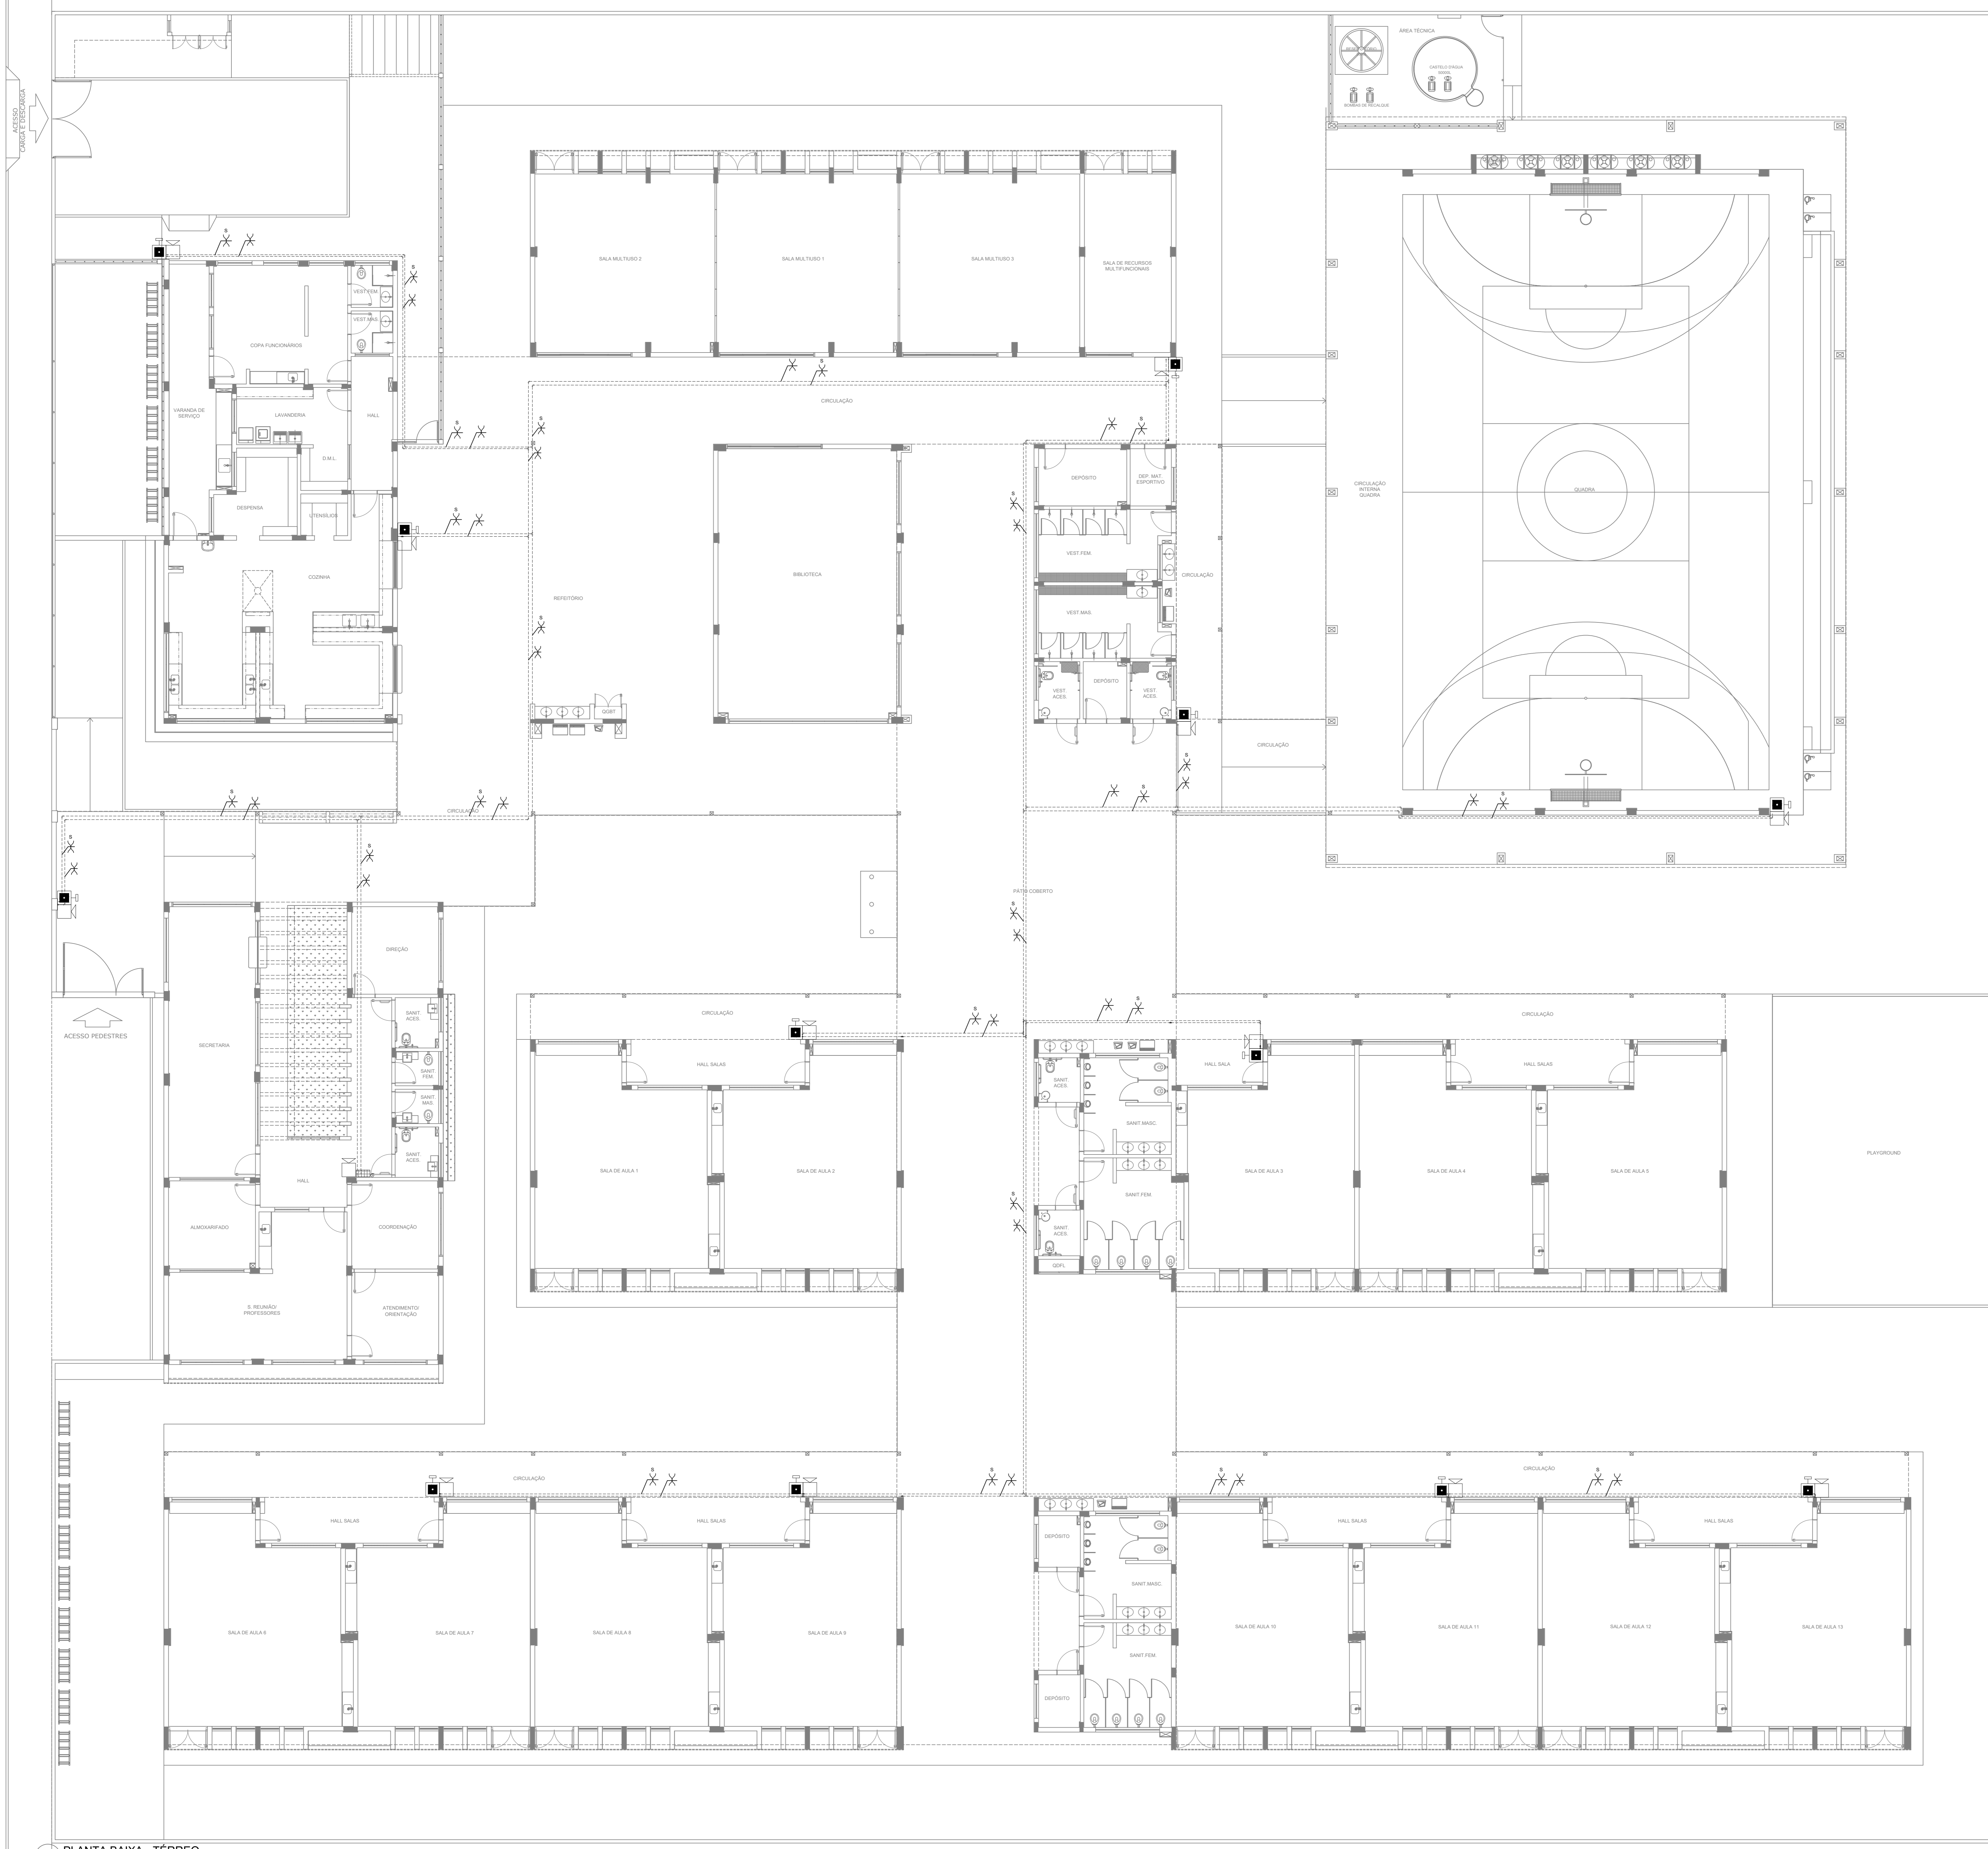 ÁREA TÉCNICA
RESERVATÓRIO
CASTELO D'ÁGUA
BOMBAS DE RECALQUE
ACESSO
CARGA E DESCARGA
S
S
VEST.FEM.
VEST.MAS.
COPA FUNCIONÁRIOS
VARANDA DE
SERVIÇO
LAVANDERIA
HALL
D.M.L.
DESPENSA
UTENSÍLIOS
COZINHA
SALA MULTIUSO 2
SALA MULTIUSO 1
SALA MULTIUSO 3
SALA DE RECURSOS
MULTIFUNCIONAIS
S
CIRCULAÇÃO
S
S
S
S
S
S
REFEITÓRIO
QGBT
BIBLIOTECA
DEPÓSITO
DEP. MAT.
ESPORTIVO
VEST.FEM.
VEST MAS.
VEST.
ACES.
DEPÓSITO
VEST.
ACES.
CIRCULAÇÃO
CIRCULAÇÃO
INTERNA
QUADRA
QUADRA
CIRCULAÇÃO
S
S
S
S
S
CIRCULAÇÃO
S
S
ACESSO PEDESTRES
SECRETARIA
DIREÇÃO
SANIT.
ACES.
SANIT.
FEM.
SANIT.
MAS.
SANIT.
ACES.
HALL
ALMOXARIFADO
COORDENAÇÃO
S. REUNIÃO/
PROFESSORES
ATENDIMENTO/
ORIENTAÇÃO
PÁTIO COBERTO
S
S
S
CIRCULAÇÃO
HALL SALAS
SALA DE AULA 1
SALA DE AULA 2
SANIT.
ACES.
SANIT.MASC.
SANIT.FEM.
S
SANIT.
ACES.
QDFL
HALL SALA
CIRCULAÇÃO
HALL SALAS
SALA DE AULA 3
SALA DE AULA 4
SALA DE AULA 5
PLAYGROUND
CIRCULAÇÃO
S
S
S
S
CIRCULAÇÃO
HALL SALAS
HALL SALAS
HALL SALAS
HALL SALAS
DEPÓSITO
SANIT.MASC.
SANIT.FEM.
DEPÓSITO
SALA DE AULA 6
SALA DE AULA 7
SALA DE AULA 8
SALA DE AULA 9
SALA DE AULA 10
SALA DE AULA 11
SALA DE AULA 12
SALA DE AULA 13
PLANTA BAIXA - TÉRREO